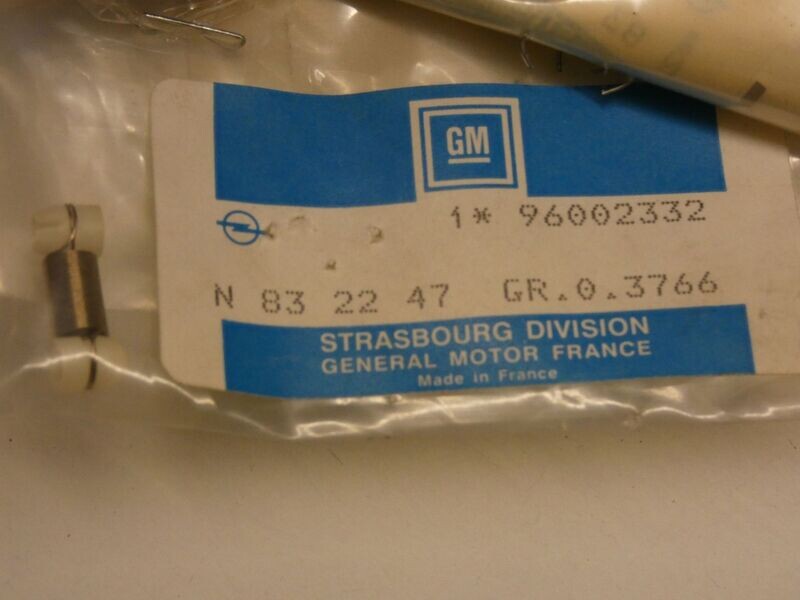 GM
1* 96002332
N 83 22 47 GR.0.3766
STRASBOURG DIVISION
GENERAL MOTOR FRANCE
Made in France